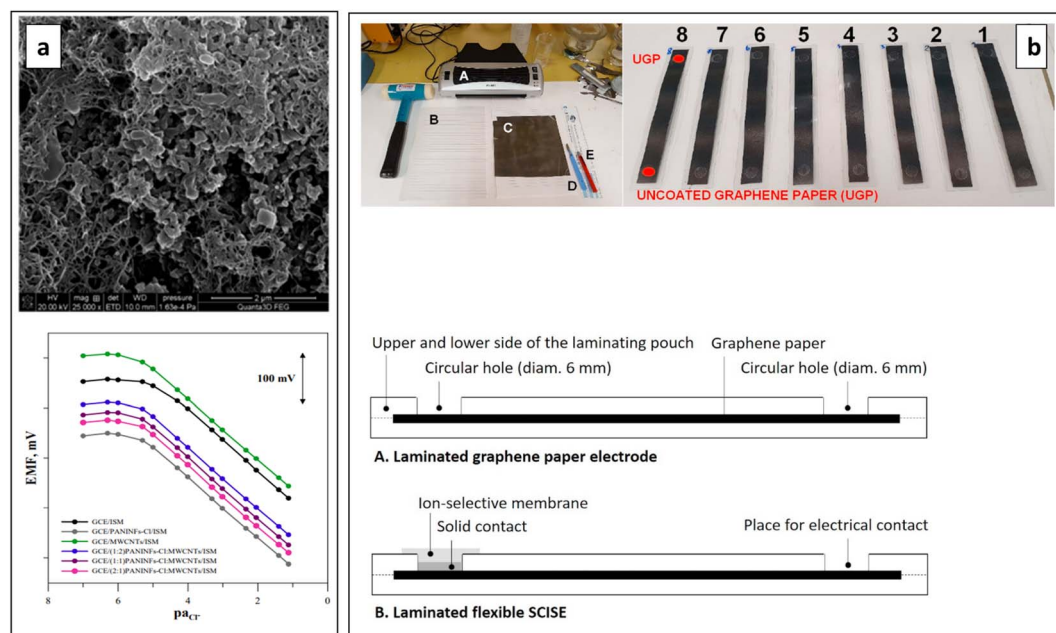 a
HV
20.00 kV
mag
25 000 x
det
ETD
WD
10.0 mm
pressure
1.63e-4 Pa
2 µm
Quanta3D FEG
100 mV
EMF, mV
GCE/ISM
GCE/PANINFs-Cl/ISM
GCE/MWCNTs/ISM
GCE/(1:2)PANINFs-Cl:MWCNTs/ISM
GCE/(1:1)PANINFs-Cl:MWCNTs/ISM
GCE/(2:1)PANINFs-Cl:MWCNTs/ISM
8 6 4 2 0
paCl-
A
B
C
D
E
b
8 7 6 5 4 3 2 1
UGP
UNCOATED GRAPHENE PAPER (UGP)
Upper and lower side of the laminating pouch
Graphene paper
Circular hole (diam. 6 mm)
Circular hole (diam. 6 mm)
A. Laminated graphene paper electrode
Ion-selective membrane
Solid contact
Place for electrical contact
B. Laminated flexible SCISE